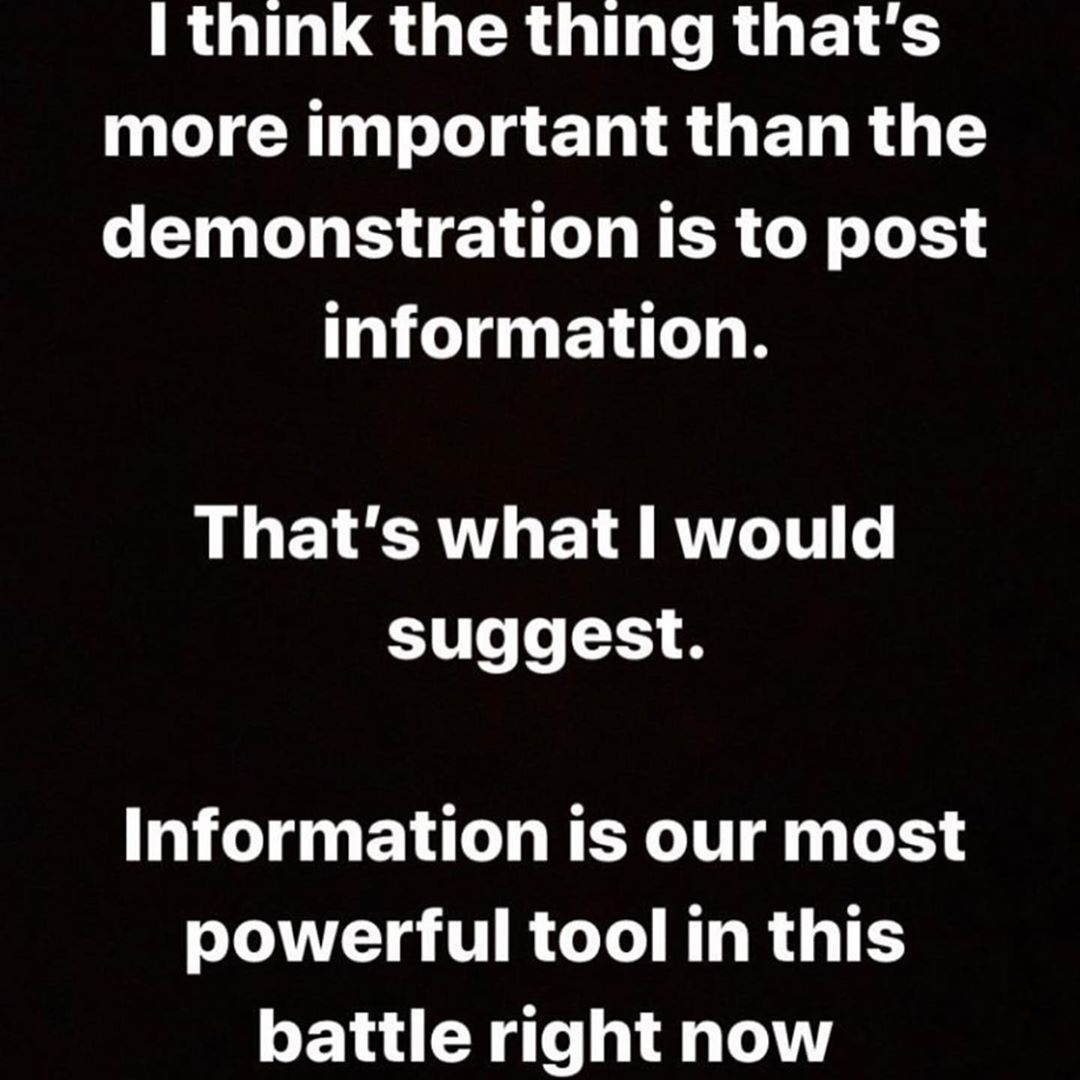 I think the thing that’s
more important than the
demonstration is to post
information.
That’s what I would
suggest.
Information is our most
powerful tool in this
battle right now